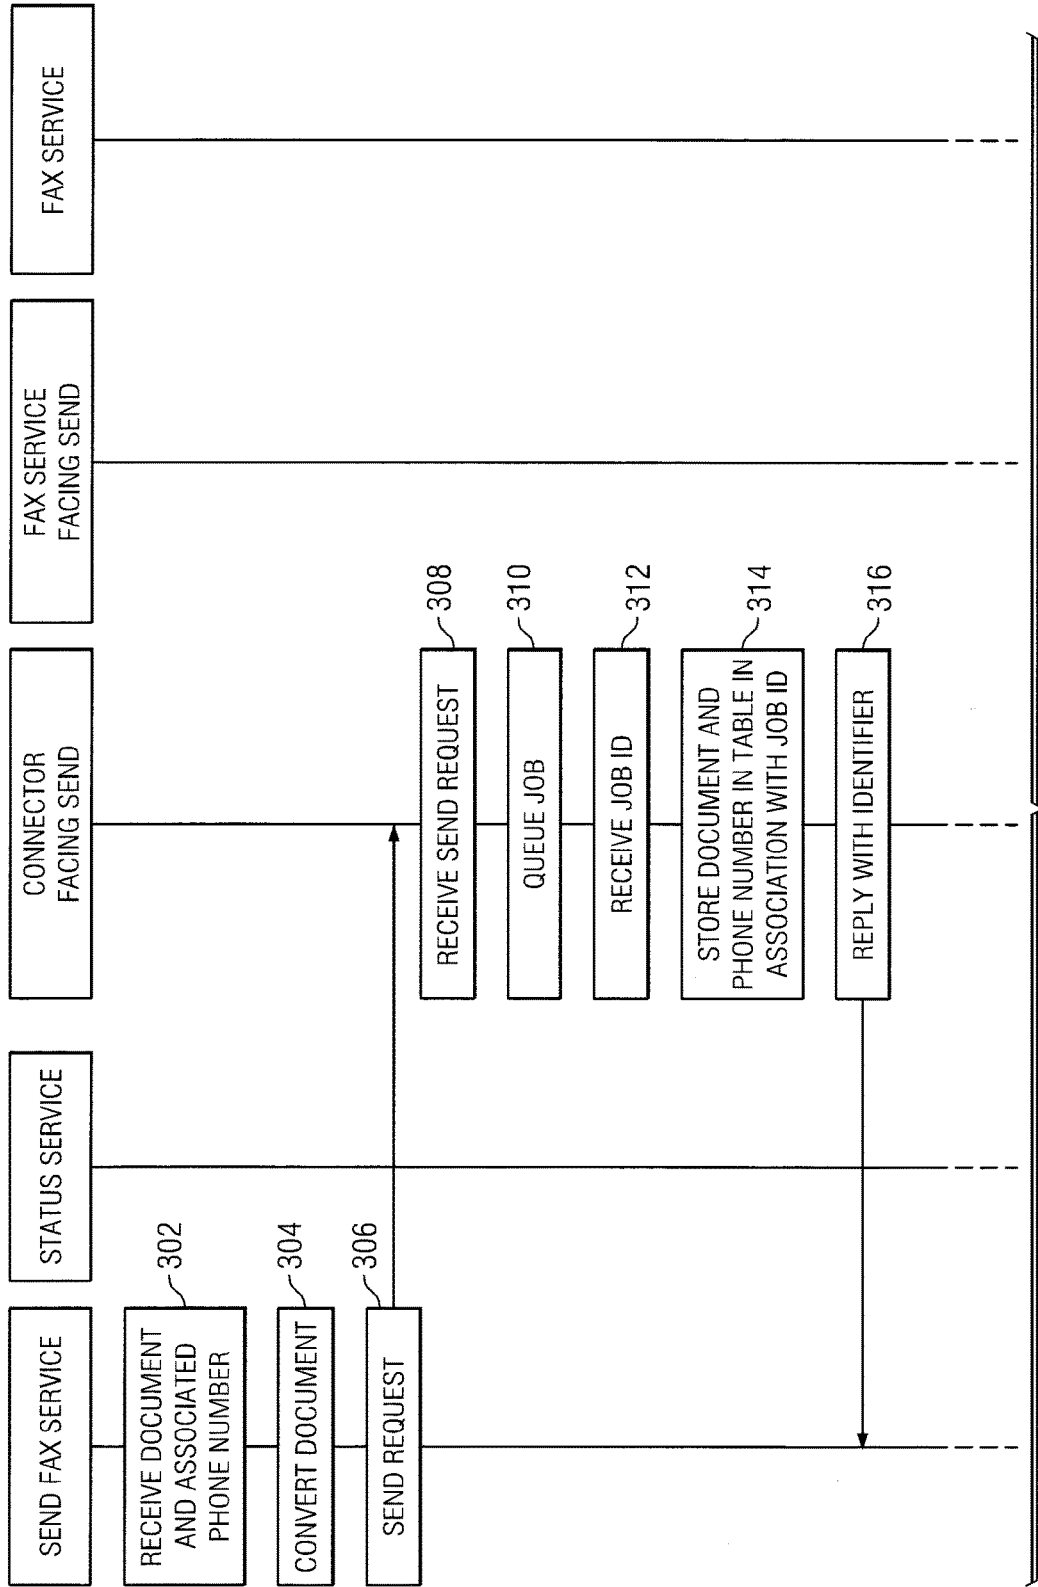 SEND FAX SERVICE
STATUS SERVICE
CONNECTOR
FACING SEND
FAX SERVICE
FACING SEND
FAX SERVICE
RECEIVE DOCUMENT
AND ASSOCIATED
PHONE NUMBER
302
CONVERT DOCUMENT
304
SEND REQUEST
306
RECEIVE SEND REQUEST
308
QUEUE JOB
310
RECEIVE JOB ID
312
STORE DOCUMENT AND
PHONE NUMBER IN TABLE IN
ASSOCIATION WITH JOB ID
314
REPLY WITH IDENTIFIER
316